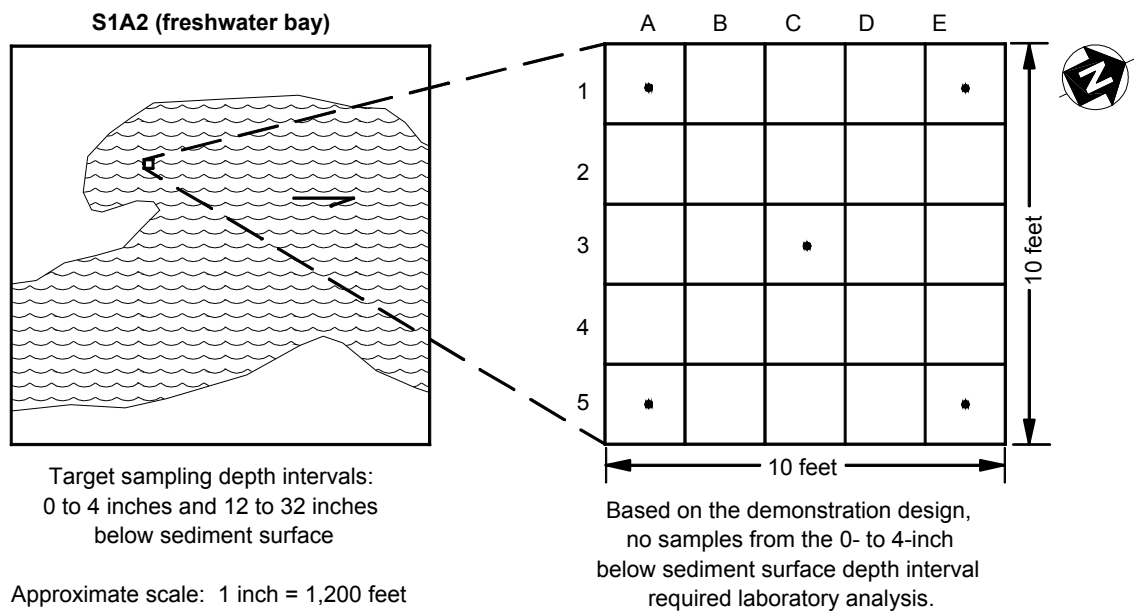 S1A2 (freshwater bay)
A B C D E
1
2
3
4
5
N
10 feet
10 feet
Target sampling depth intervals:
0 to 4 inches and 12 to 32 inches
below sediment surface
Approximate scale:  1 inch = 1,200 feet
Based on the demonstration design,
no samples from the 0- to 4-inch
below sediment surface depth interval
required laboratory analysis.